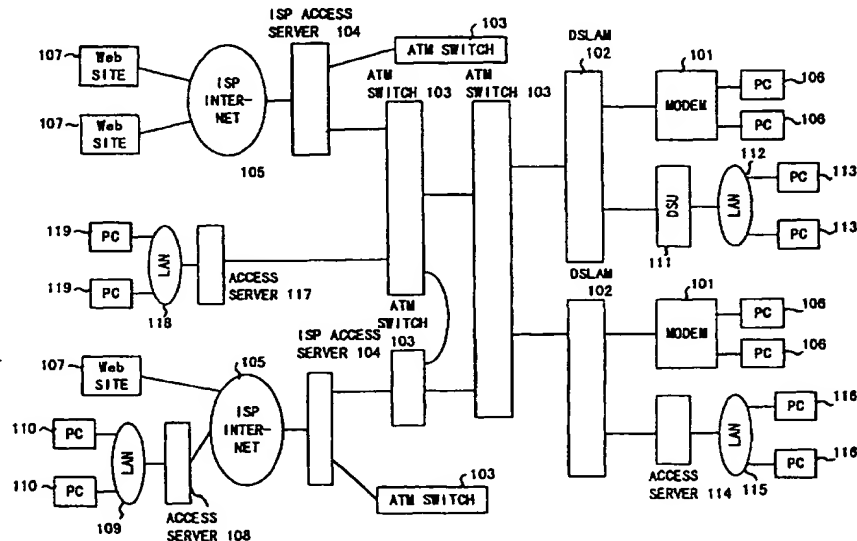 ISP ACCESS
SERVER 104
103
ATM SWITCH
107
Web
SITE
ISP
INTER-
NET
105
107
Web
SITE
ATM
SWITCH 103
ATM
SWITCH 103
DSLAM
102
101
MODEM
PC
106
PC
106
DSU
111
112
LAN
PC
113
PC
113
119
PC
119
PC
LAN
118
ACCESS
SERVER 117
ATM
SWITCH
103
DSLAM
102
101
MODEM
PC
106
PC
106
ISP ACCESS
SERVER 104
105
107
Web
SITE
ISP
INTER-
NET
110
PC
110
PC
LAN
109
ACCESS
SERVER 108
103
ATM SWITCH
ACCESS
SERVER 114
LAN
115
PC
116
PC
116